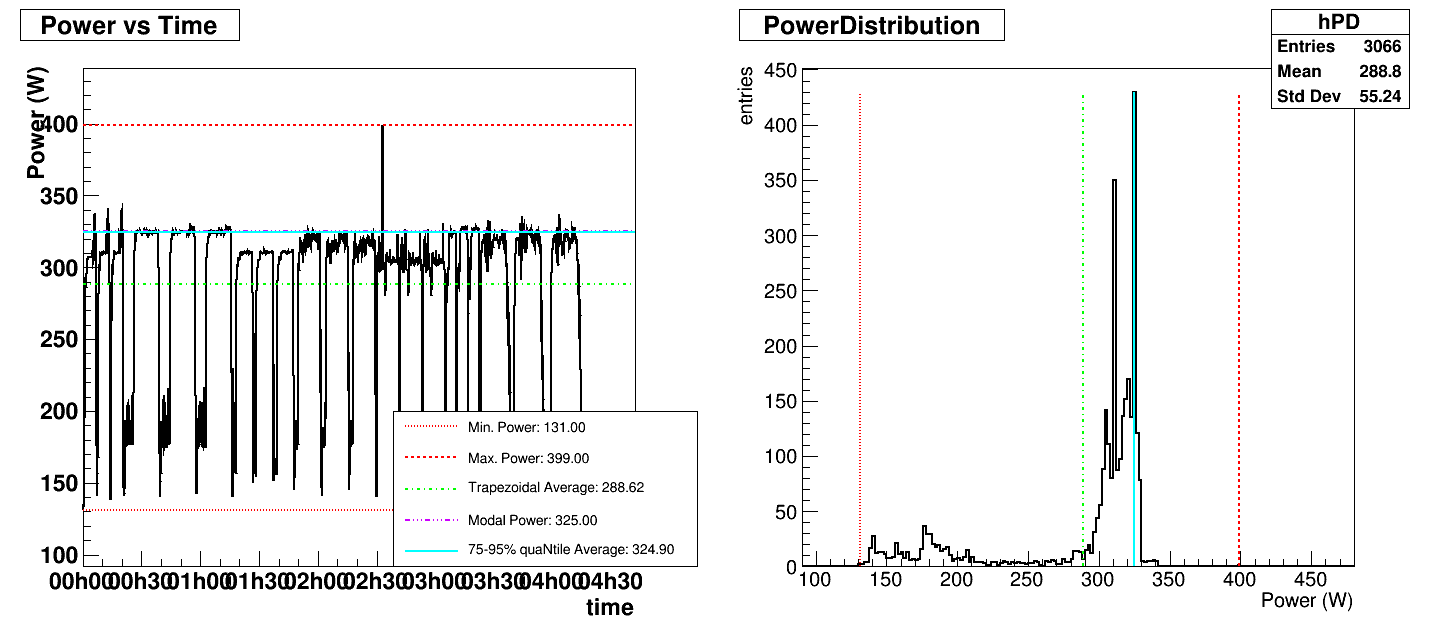 Power vs Time
Power (W)
400
350
300
250
200
150
100
00h00 00h30 01h00 01h30 02h00 02h30 03h00 03h30 04h00 04h30
time
Min. Power: 131.00
Max. Power: 399.00
Trapezoidal Average: 288.62
Modal Power: 325.00
75-95% quaNtile Average: 324.90
PowerDistribution
hPD
Entries 3066
Mean 288.8
Std Dev 55.24
entries
450
400
350
300
250
200
150
100
50
0
100 150 200 250 300 350 400 450
Power (W)